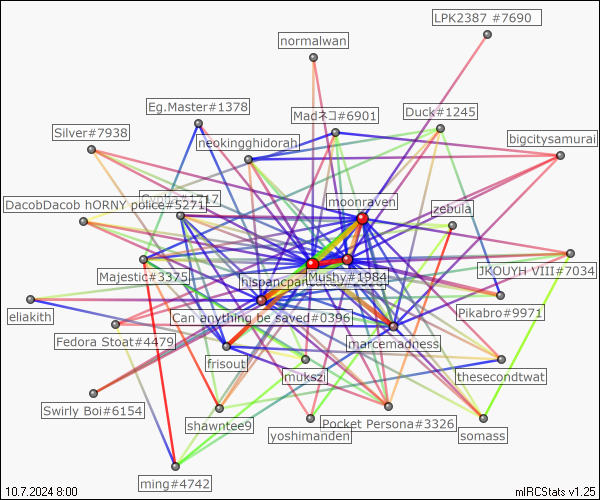 LPK2387 #7690
normalwan
Eg.Master#1378
Madネコ#6901
Duck#1245
Silver#7938
neokingghidorah
bigcitysamurai
DacobDacob hORNY police#5271
moonraven
zebula
Majestic#3375
Mushy#1984
JKOUYH VIII#7034
eliakith
Can anything be saved#0396
Pikabro#9971
Fedora Stoat#4479
marcemadness
frisout
mukszi
thesecondtwat
Swirly Boi#6154
shawntee9
yoshimanden
Pocket Persona#3326
somass
ming#4742
10.7.2024 8:00
mIRCStats v1.25